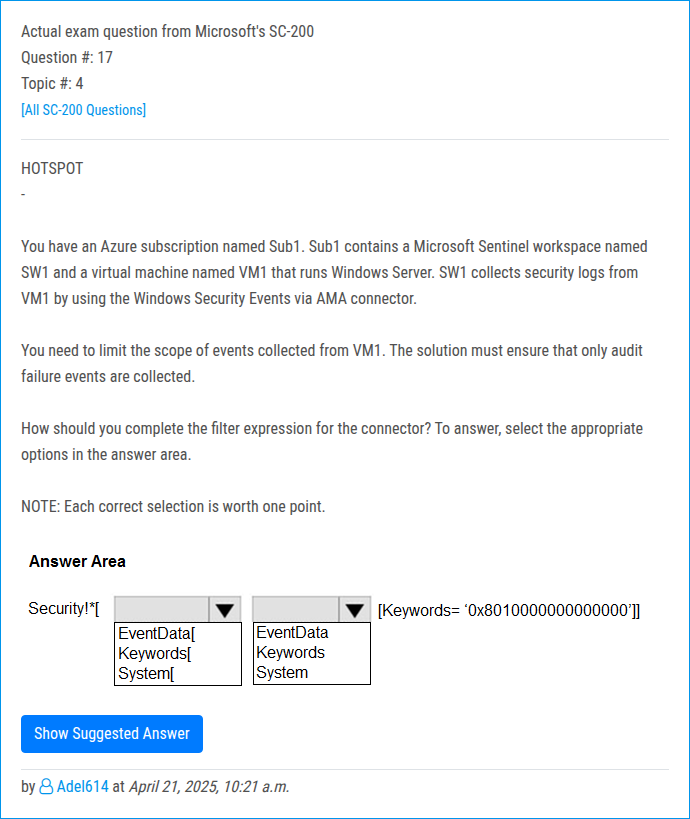 Actual exam question from Microsoft's SC-200
Question #: 17
Topic #: 4
[All SC-200 Questions]
HOTSPOT
-
You have an Azure subscription named Sub1. Sub1 contains a Microsoft Sentinel workspace named
SW1 and a virtual machine named VM1 that runs Windows Server. SW1 collects security logs from
VM1 by using the Windows Security Events via AMA connector.
You need to limit the scope of events collected from VM1. The solution must ensure that only audit
failure events are collected.
How should you complete the filter expression for the connector? To answer, select the appropriate
options in the answer area.
NOTE: Each correct selection is worth one point.
Answer Area
Security!*[ [Keywords= ‘0x8010000000000000’]]
EventData[ EventData
Keywords[ Keywords
System[ System
Show Suggested Answer
by Adel614 at April 21, 2025, 10:21 a.m.